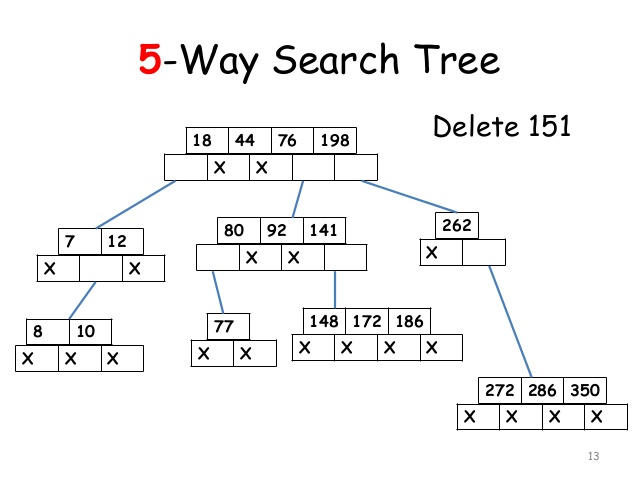 5-Way Search Tree
Delete 151
18 44 76 198
X X
80 92 141
262
7 12
X X
X X
X
8 10
77
148 172 186
X X X
X X
X X X X
272 286 350
X X X X
13